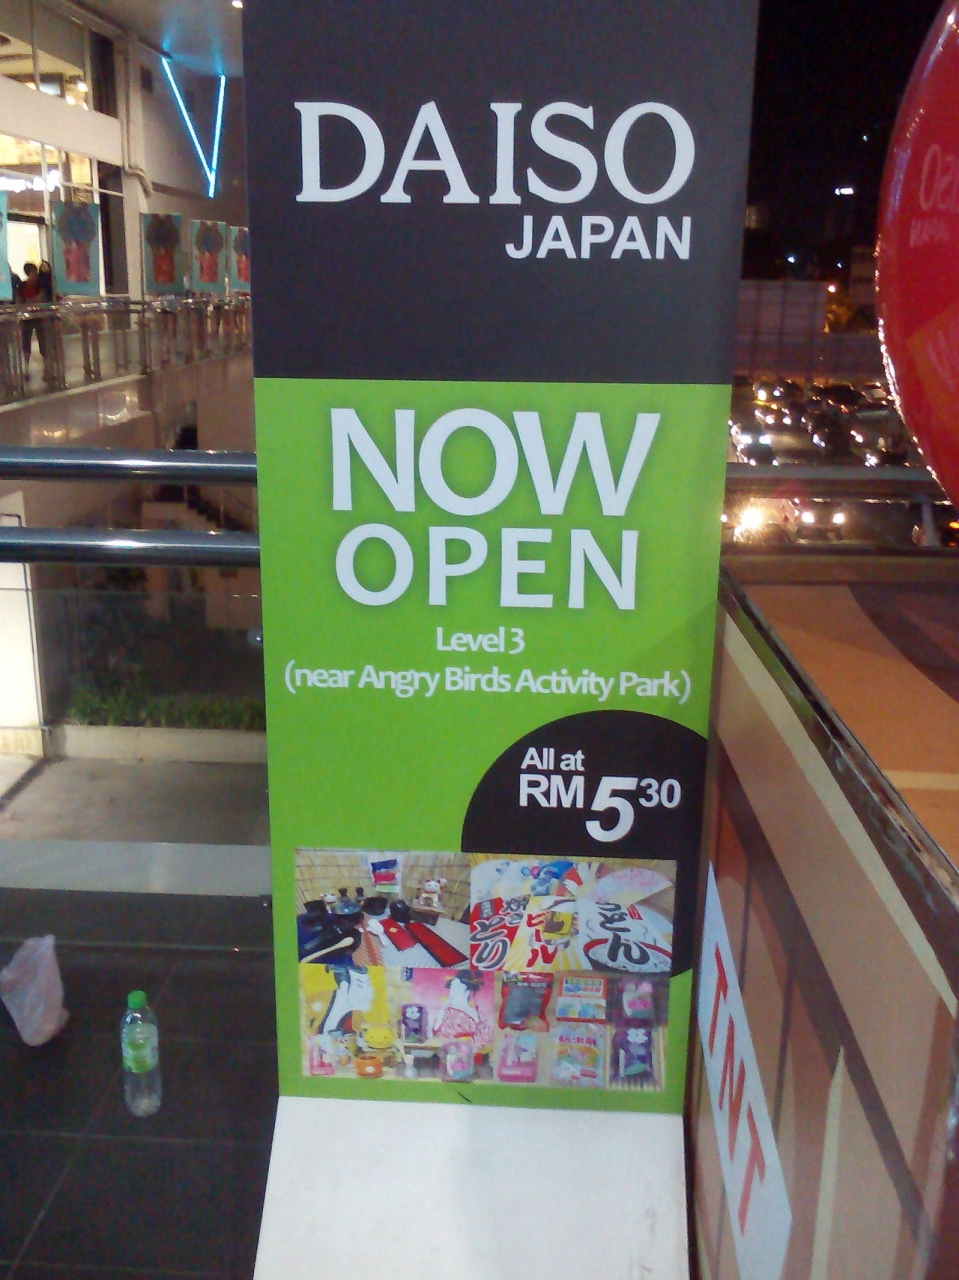 DAISO
JAPAN
NOW
OPEN
Level 3
(near Angry Birds Activity Park)
All at
RM 5 30
TNT